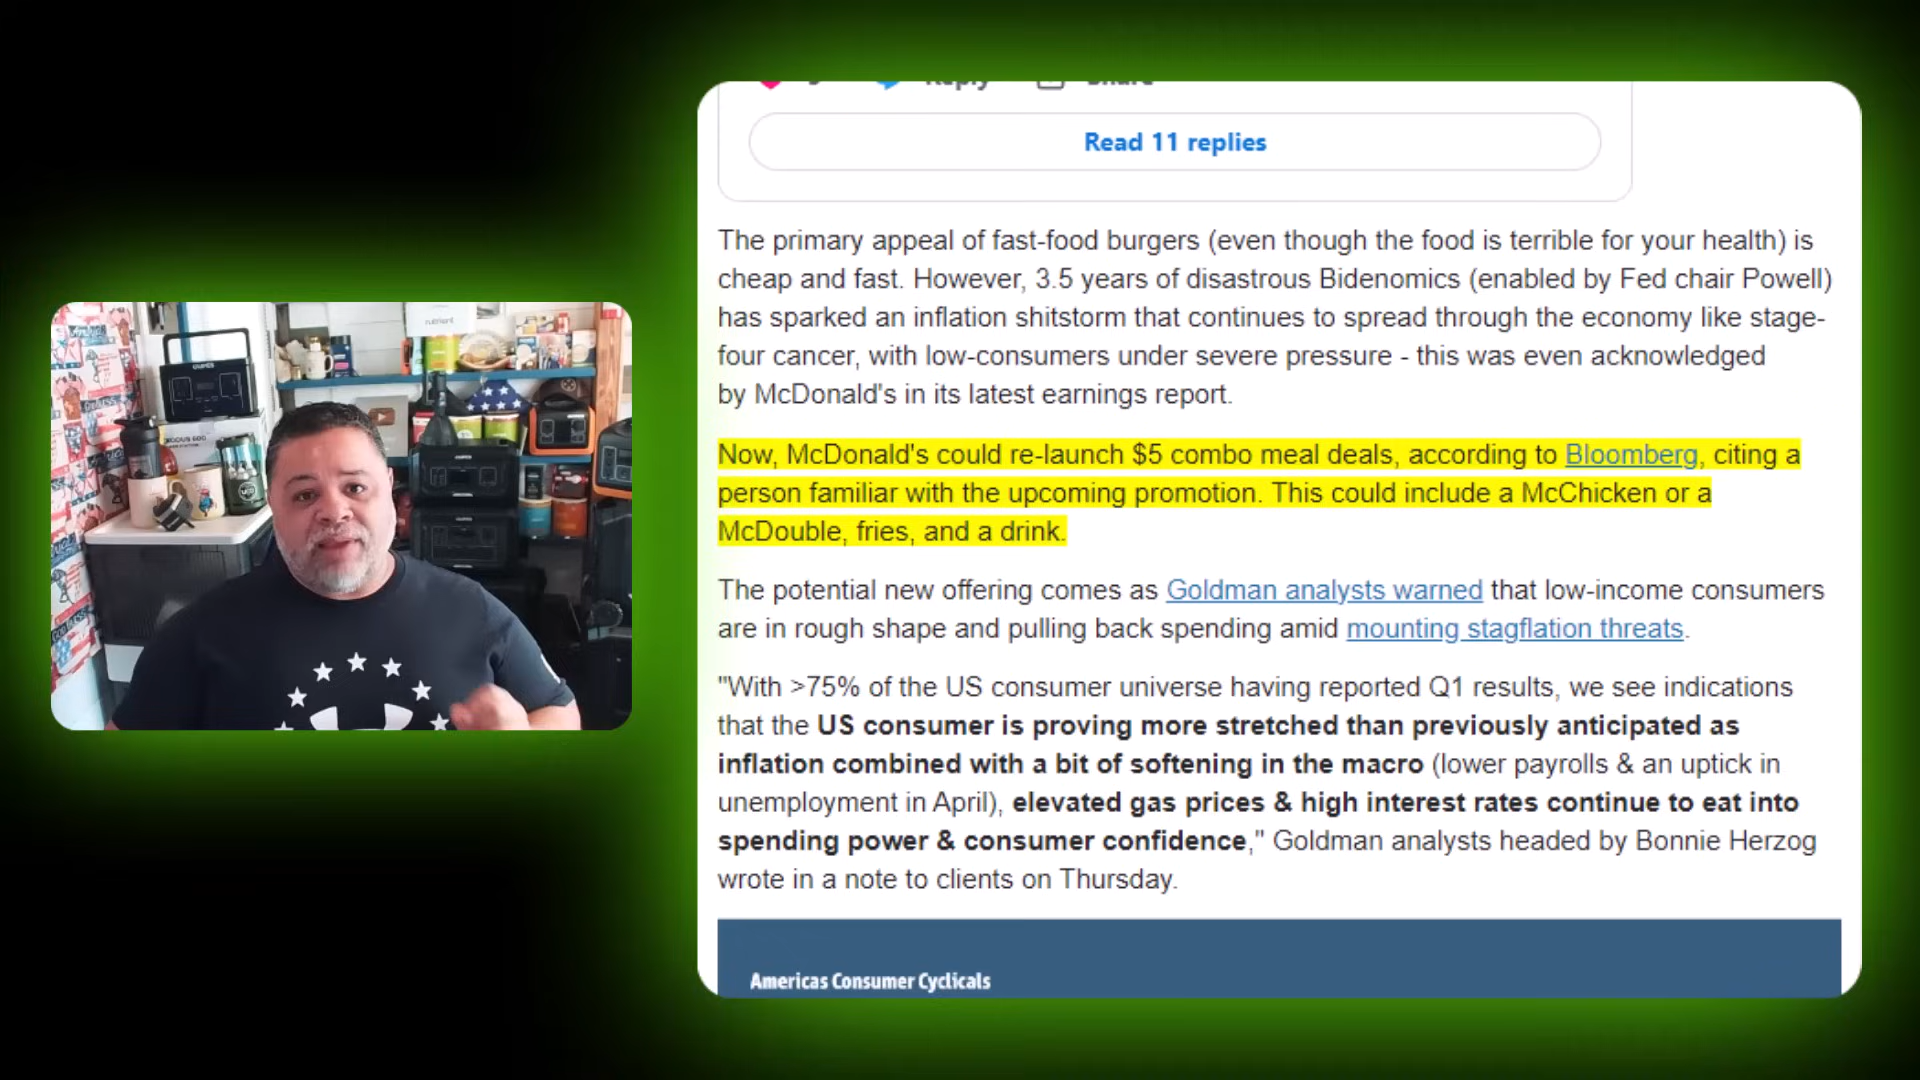 Reply Share
Read 11 replies
The primary appeal of fast-food burgers (even though the food is terrible for your health) is
cheap and fast. However, 3.5 years of disastrous Bidenomics (enabled by Fed chair Powell)
has sparked an inflation shitstorm that continues to spread through the economy like stage-
four cancer, with low-consumers under severe pressure - this was even acknowledged
by McDonald's in its latest earnings report.
Now, McDonald's could re-launch $5 combo meal deals, according to Bloomberg, citing a
person familiar with the upcoming promotion. This could include a McChicken or a
McDouble, fries, and a drink.
The potential new offering comes as Goldman analysts warned that low-income consumers
are in rough shape and pulling back spending amid mounting stagflation threats.
"With >75% of the US consumer universe having reported Q1 results, we see indications
that the US consumer is proving more stretched than previously anticipated as
inflation combined with a bit of softening in the macro (lower payrolls & an uptick in
unemployment in April), elevated gas prices & high interest rates continue to eat into
spending power & consumer confidence," Goldman analysts headed by Bonnie Herzog
wrote in a note to clients on Thursday.
Americas Consumer Cyclicals